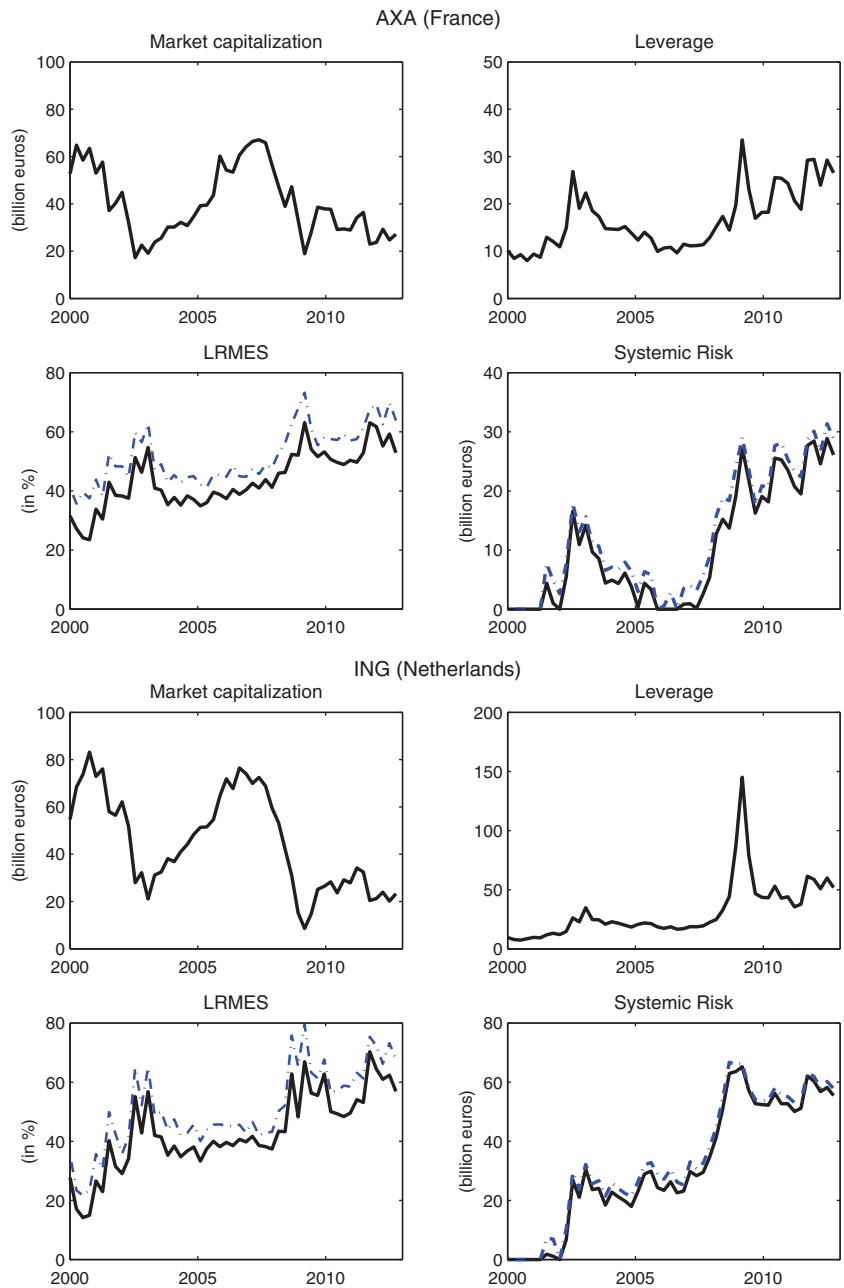 AXA (France)
Market capitalization
(billion euros)
100
80
60
40
20
0
2000 2005 2010
Leverage
50
40
30
20
10
0
2000 2005 2010
LRMES
(in %)
80
60
40
20
0
2000 2005 2010
Systemic Risk
(billion euros)
40
30
20
10
0
2000 2005 2010
ING (Netherlands)
Market capitalization
(billion euros)
100
80
60
40
20
0
2000 2005 2010
Leverage
200
150
100
50
0
2000 2005 2010
LRMES
(in %)
80
60
40
20
0
2000 2005 2010
Systemic Risk
(billion euros)
80
60
40
20
0
2000 2005 2010